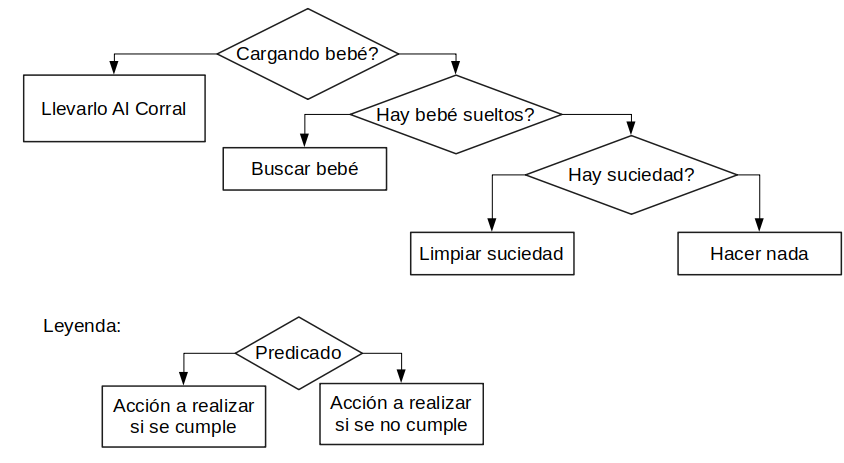 Cargando bebé?
Llevarlo Al Corral
Hay bebé sueltos?
Buscar bebé
Hay suciedad?
Limpiar suciedad
Hacer nada
Leyenda:
Predicado
Acción a realizar
si se cumple
Acción a realizar
si se no cumple